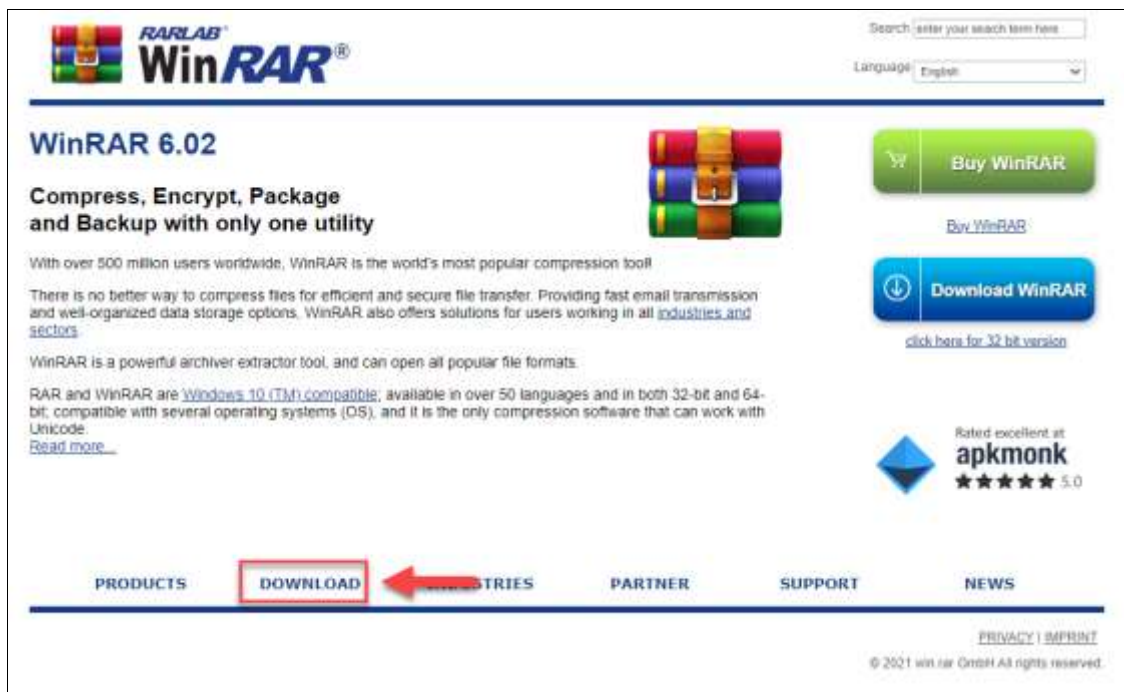 RARLAB®
WinRAR®
Search enter your search term here
Language English
WinRAR 6.02
Compress, Encrypt, Package
and Backup with only one utility
With over 500 million users worldwide, WinRAR is the world's most popular compression tool!
There is no better way to compress files for efficient and secure file transfer. Providing fast email transmission
and well-organized data storage options, WinRAR also offers solutions for users working in all industries and
sectors.
WinRAR is a powerful archiver extractor tool, and can open all popular file formats.
RAR and WinRAR are Windows 10 (TM) compatible; available in over 50 languages and in both 32-bit and 64-
bit; compatible with several operating systems (OS), and it is the only compression software that can work with
Unicode.
Read more...
Buy WinRAR
Buy WinRAR
Download WinRAR
click here for 32 bit version
Rated excellent at
apkmonk
5.0
PRODUCTS DOWNLOAD STRIES PARTNER SUPPORT NEWS
PRIVACY | IMPRINT
© 2021 win.rar GmbH All rights reserved.